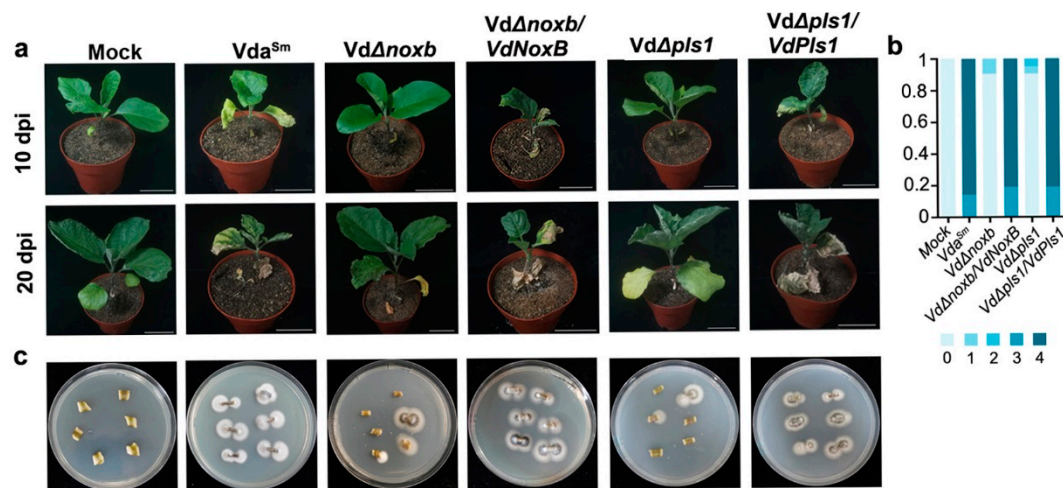 a
Mock
Vda^Sm
VdΔnoxb
VdΔnoxb/
VdNoxB
VdΔpls1
VdΔpls1/
VdPls1
10 dpi
20 dpi
b
1
0.8
0.6
0.4
0.2
0
Mock
Vda^Sm
VdΔnoxb
VdΔnoxb/VdNoxB
VdΔpls1
VdΔpls1/VdPls1
0 1 2 3 4
c